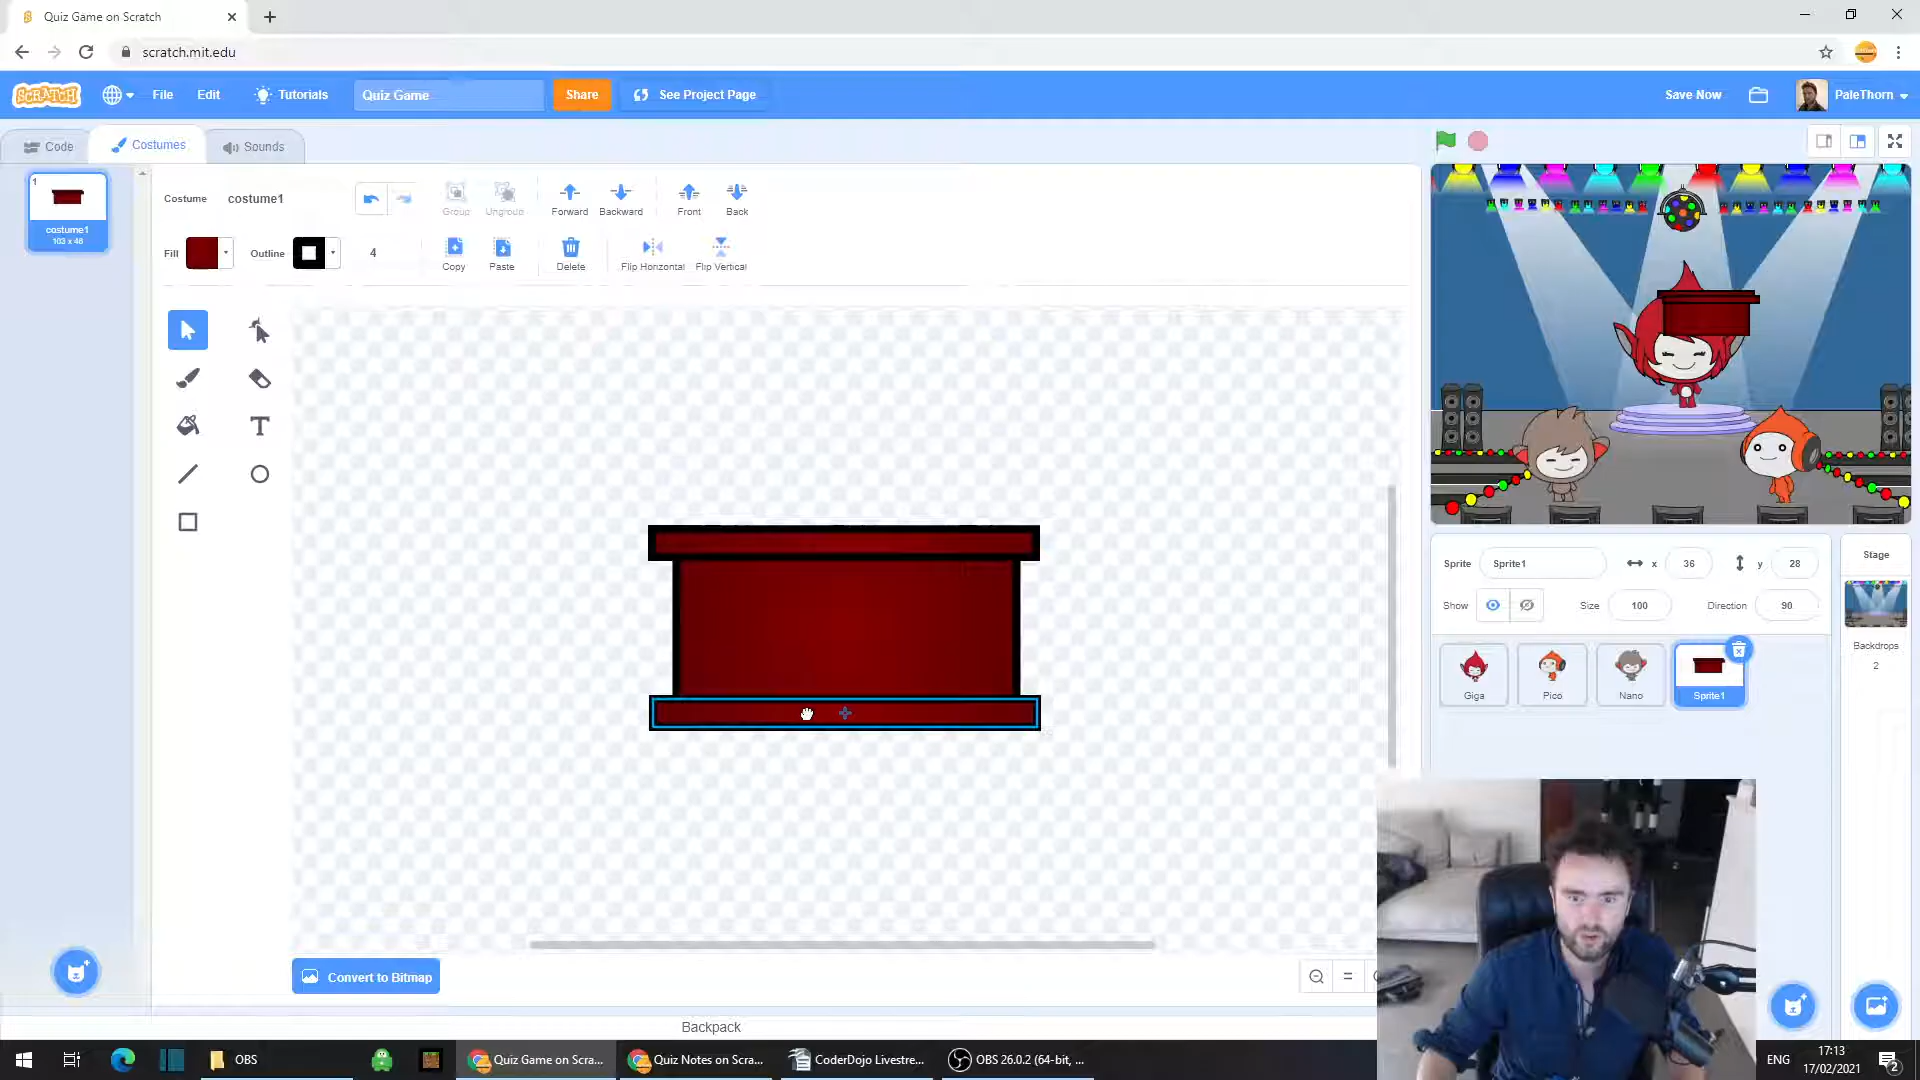 Quiz Game on Scratch
scratch.mit.edu
SCRATCH
File
Edit
Tutorials
Quiz Game
Share
See Project Page
Save Now
PaleThorn
Code
Costumes
Sounds
1
costume1
103 x 48
Costume
costume1
Group
Ungroup
Forward
Backward
Front
Back
Fill
Outline
4
Copy
Paste
Delete
Flip Horizontal
Flip Vertical
Sprite
Sprite1
x
36
y
28
Show
Size
100
Direction
90
Giga
Pico
Nano
Sprite1
Stage
Backdrops
2
Convert to Bitmap
Backpack
OBS
Quiz Game on Scra...
Quiz Notes on Scra...
CoderDojo Livestre...
OBS 26.0.2 (64-bit, ...
ENG
17:13
17/02/2021
2